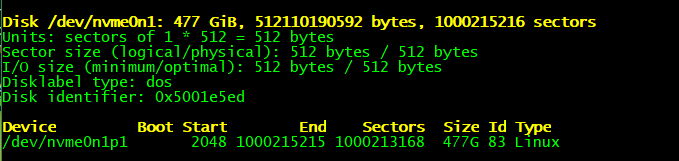 Disk /dev/nvme0n1: 477 GiB, 512110190592 bytes, 1000215216 sectors
Units: sectors of 1 * 512 = 512 bytes
Sector size (logical/physical): 512 bytes / 512 bytes
I/O size (minimum/optimal): 512 bytes / 512 bytes
Disklabel type: dos
Disk identifier: 0x5001e5ed
Device Boot Start End Sectors Size Id Type
/dev/nvme0n1p1 2048 1000215215 1000213168 477G 83 Linux